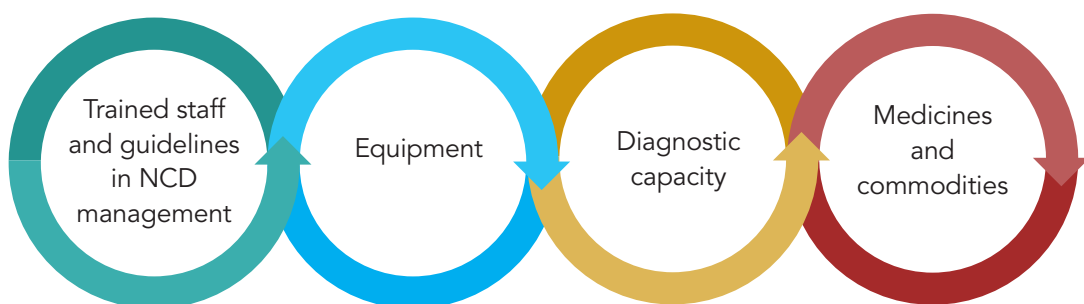 Trained staff
and guidelines
in NCD
management
Equipment
Diagnostic
capacity
Medicines
and
commodities